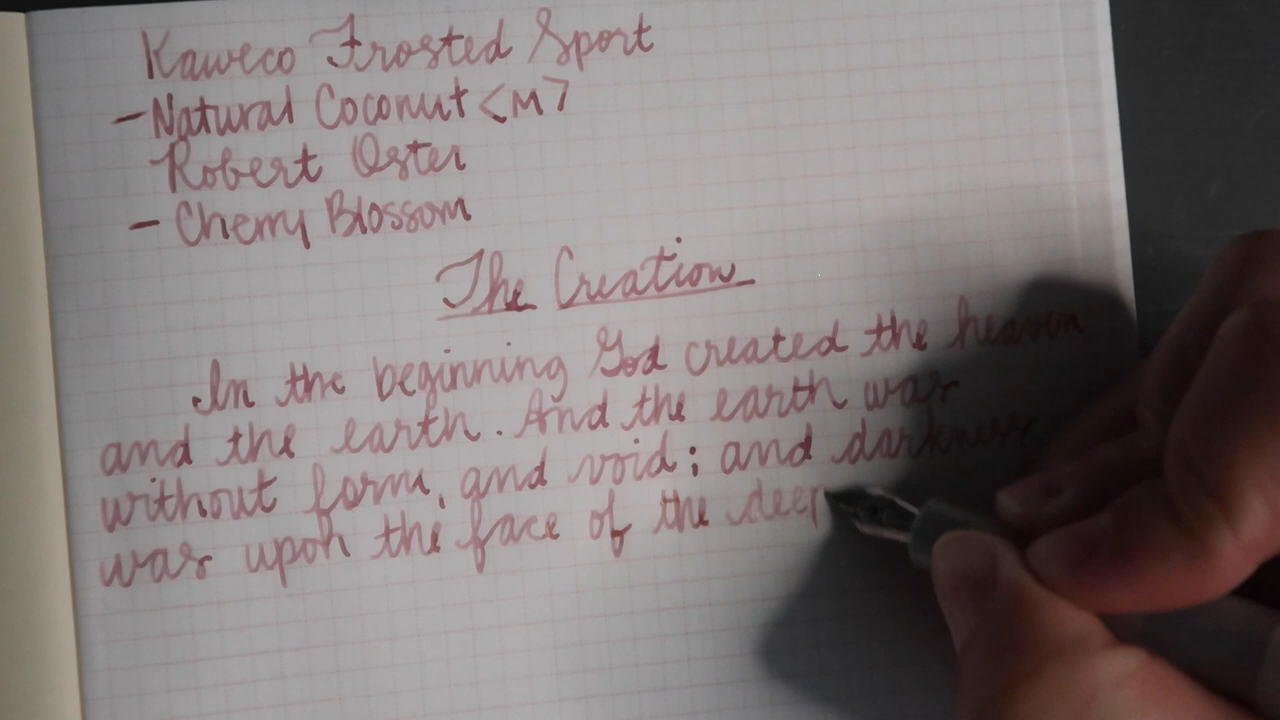 Kaweco Frosted Sport
- Natural Coconut <M>
Robert Oster
- Cherry Blossom
The Creation
In the beginning God created the heaven
and the earth. And the earth was
without form, and void; and darkness
was upon the face of the deep